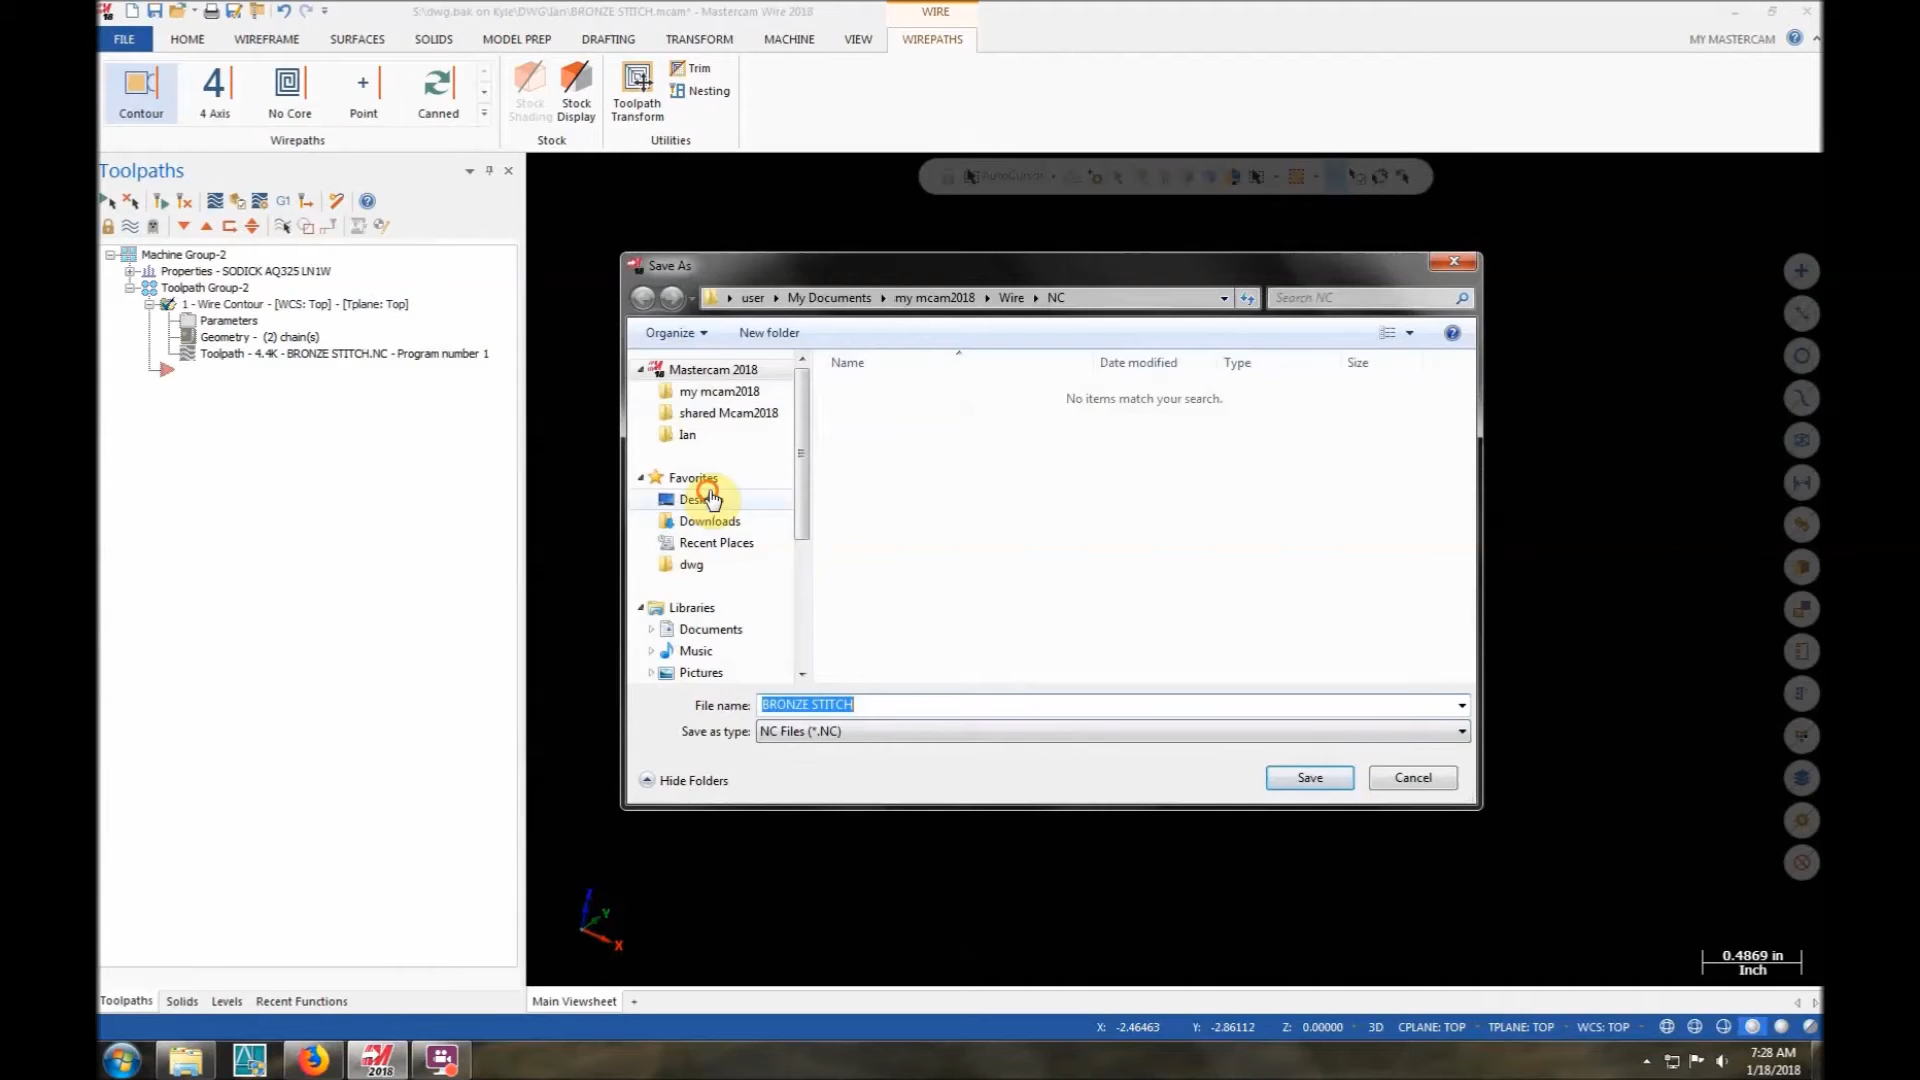 S:\dwg.bak on Kyle\DWG\Ian\BRONZE STITCH.mcam* - Mastercam Wire 2018
WIRE
FILE HOME WIREFRAME SURFACES SOLIDS MODEL PREP DRAFTING TRANSFORM MACHINE VIEW WIREPATHS
MY MASTERCAM
Contour
4 Axis
No Core
Point
Canned
Wirepaths
Stock Shading
Stock Display
Stock
Toolpath Transform
Trim
Nesting
Utilities
Toolpaths
G1
AutoCursor
Machine Group-2
Properties - SODICK AQ325 LN1W
Toolpath Group-2
1 - Wire Contour - [WCS: Top] - [Tplane: Top]
Parameters
Geometry - (2) chain(s)
Toolpath - 4.4K - BRONZE STITCH.NC - Program number 1
Save As
user My Documents my mcam2018 Wire NC
Search NC
Organize New folder
Name Date modified Type Size
No items match your search.
Mastercam 2018
my mcam2018
shared Mcam2018
Ian
Favorites
Downloads
Recent Places
dwg
Libraries
Documents
Music
Pictures
File name: BRONZE STITCH
Save as type: NC Files (*.NC)
Hide Folders
Save Cancel
Z
Y
X
0.4869 in
Inch
Toolpaths Solids Levels Recent Functions
Main Viewsheet +
X: -2.46463 Y: -2.86112 Z: 0.00000 3D CPLANE: TOP TPLANE: TOP WCS: TOP
2018
7:28 AM
1/18/2018